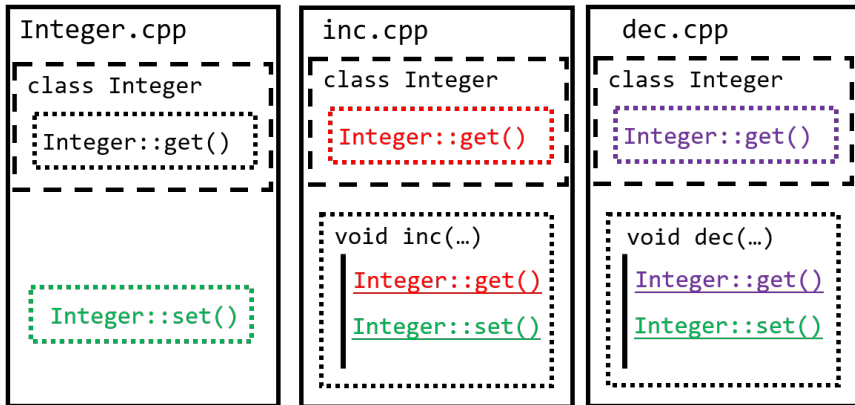 Integer.cpp
class Integer
Integer::get()
Integer::set()
inc.cpp
class Integer
Integer::get()
void inc(…)
Integer::get()
Integer::set()
dec.cpp
class Integer
Integer::get()
void dec(…)
Integer::get()
Integer::set()